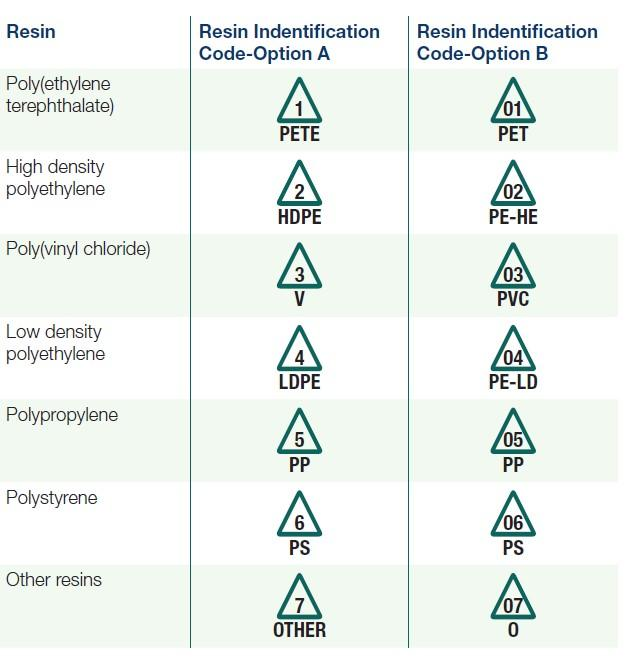 Resin
Resin Indentification
Code-Option A
Resin Indentification
Code-Option B
Poly(ethylene
terephthalate)
1
PETE
01
PET
High density
polyethylene
2
HDPE
02
PE-HE
Poly(vinyl chloride)
3
V
03
PVC
Low density
polyethylene
4
LDPE
04
PE-LD
Polypropylene
5
PP
05
PP
Polystyrene
6
PS
06
PS
Other resins
7
OTHER
07
O